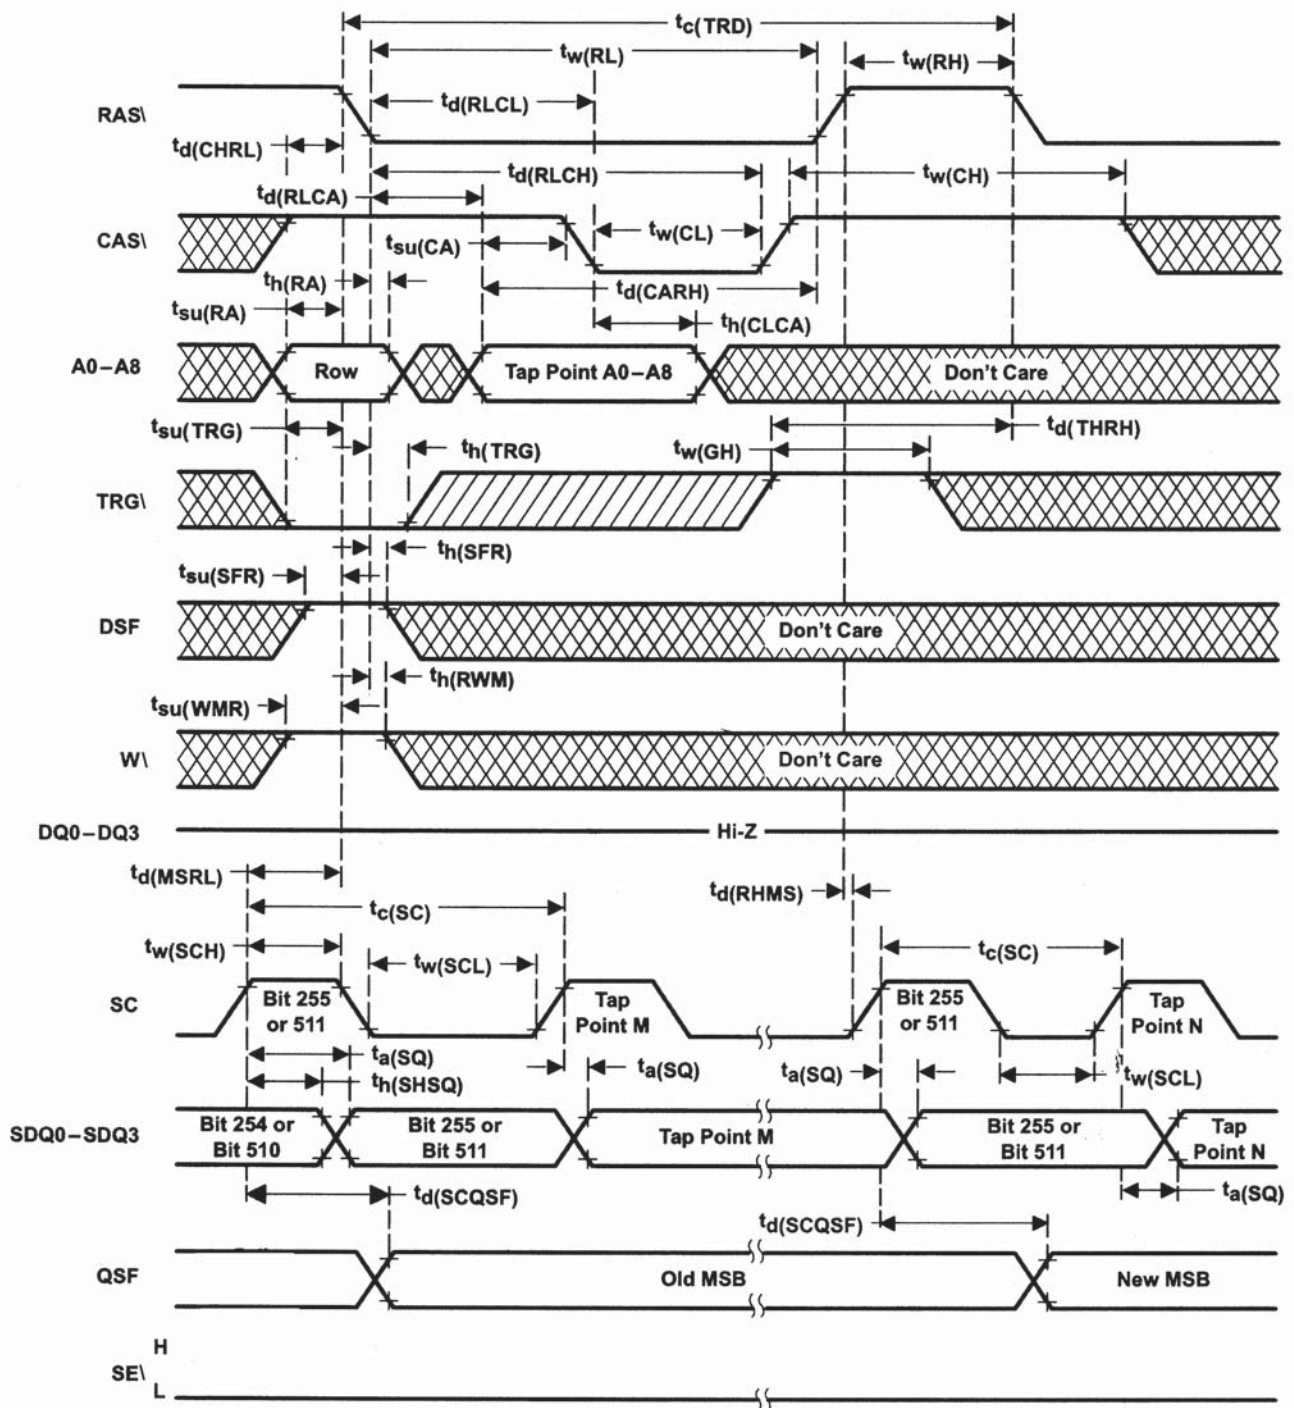 tc(TRD)
tw(RL)
tw(RH)
RAS\
td(RLCL)
td(CHRL)
td(RLCH)
tw(CH)
td(RLCA)
CAS\
tsu(CA)
tw(CL)
th(RA)
td(CARH)
tsu(RA)
th(CLCA)
A0–A8
Row
Tap Point A0–A8
Don't Care
tsu(TRG)
td(THRH)
th(TRG)
tw(GH)
TRG\
th(SFR)
tsu(SFR)
DSF
Don't Care
th(RWM)
tsu(WMR)
W\
Don't Care
DQ0–DQ3
Hi-Z
td(MSRL)
td(RHMS)
tc(SC)
tw(SCH)
tw(SCL)
tc(SC)
SC
Bit 255
or 511
Tap
Point M
Bit 255
or 511
Tap
Point N
ta(SQ)
th(SHSQ)
ta(SQ)
ta(SQ)
tw(SCL)
SDQ0–SDQ3
Bit 254 or
Bit 510
Bit 255 or
Bit 511
Tap Point M
Bit 255 or
Bit 511
Tap
Point N
td(SCQSF)
ta(SQ)
td(SCQSF)
QSF
Old MSB
New MSB
H
SE\
L